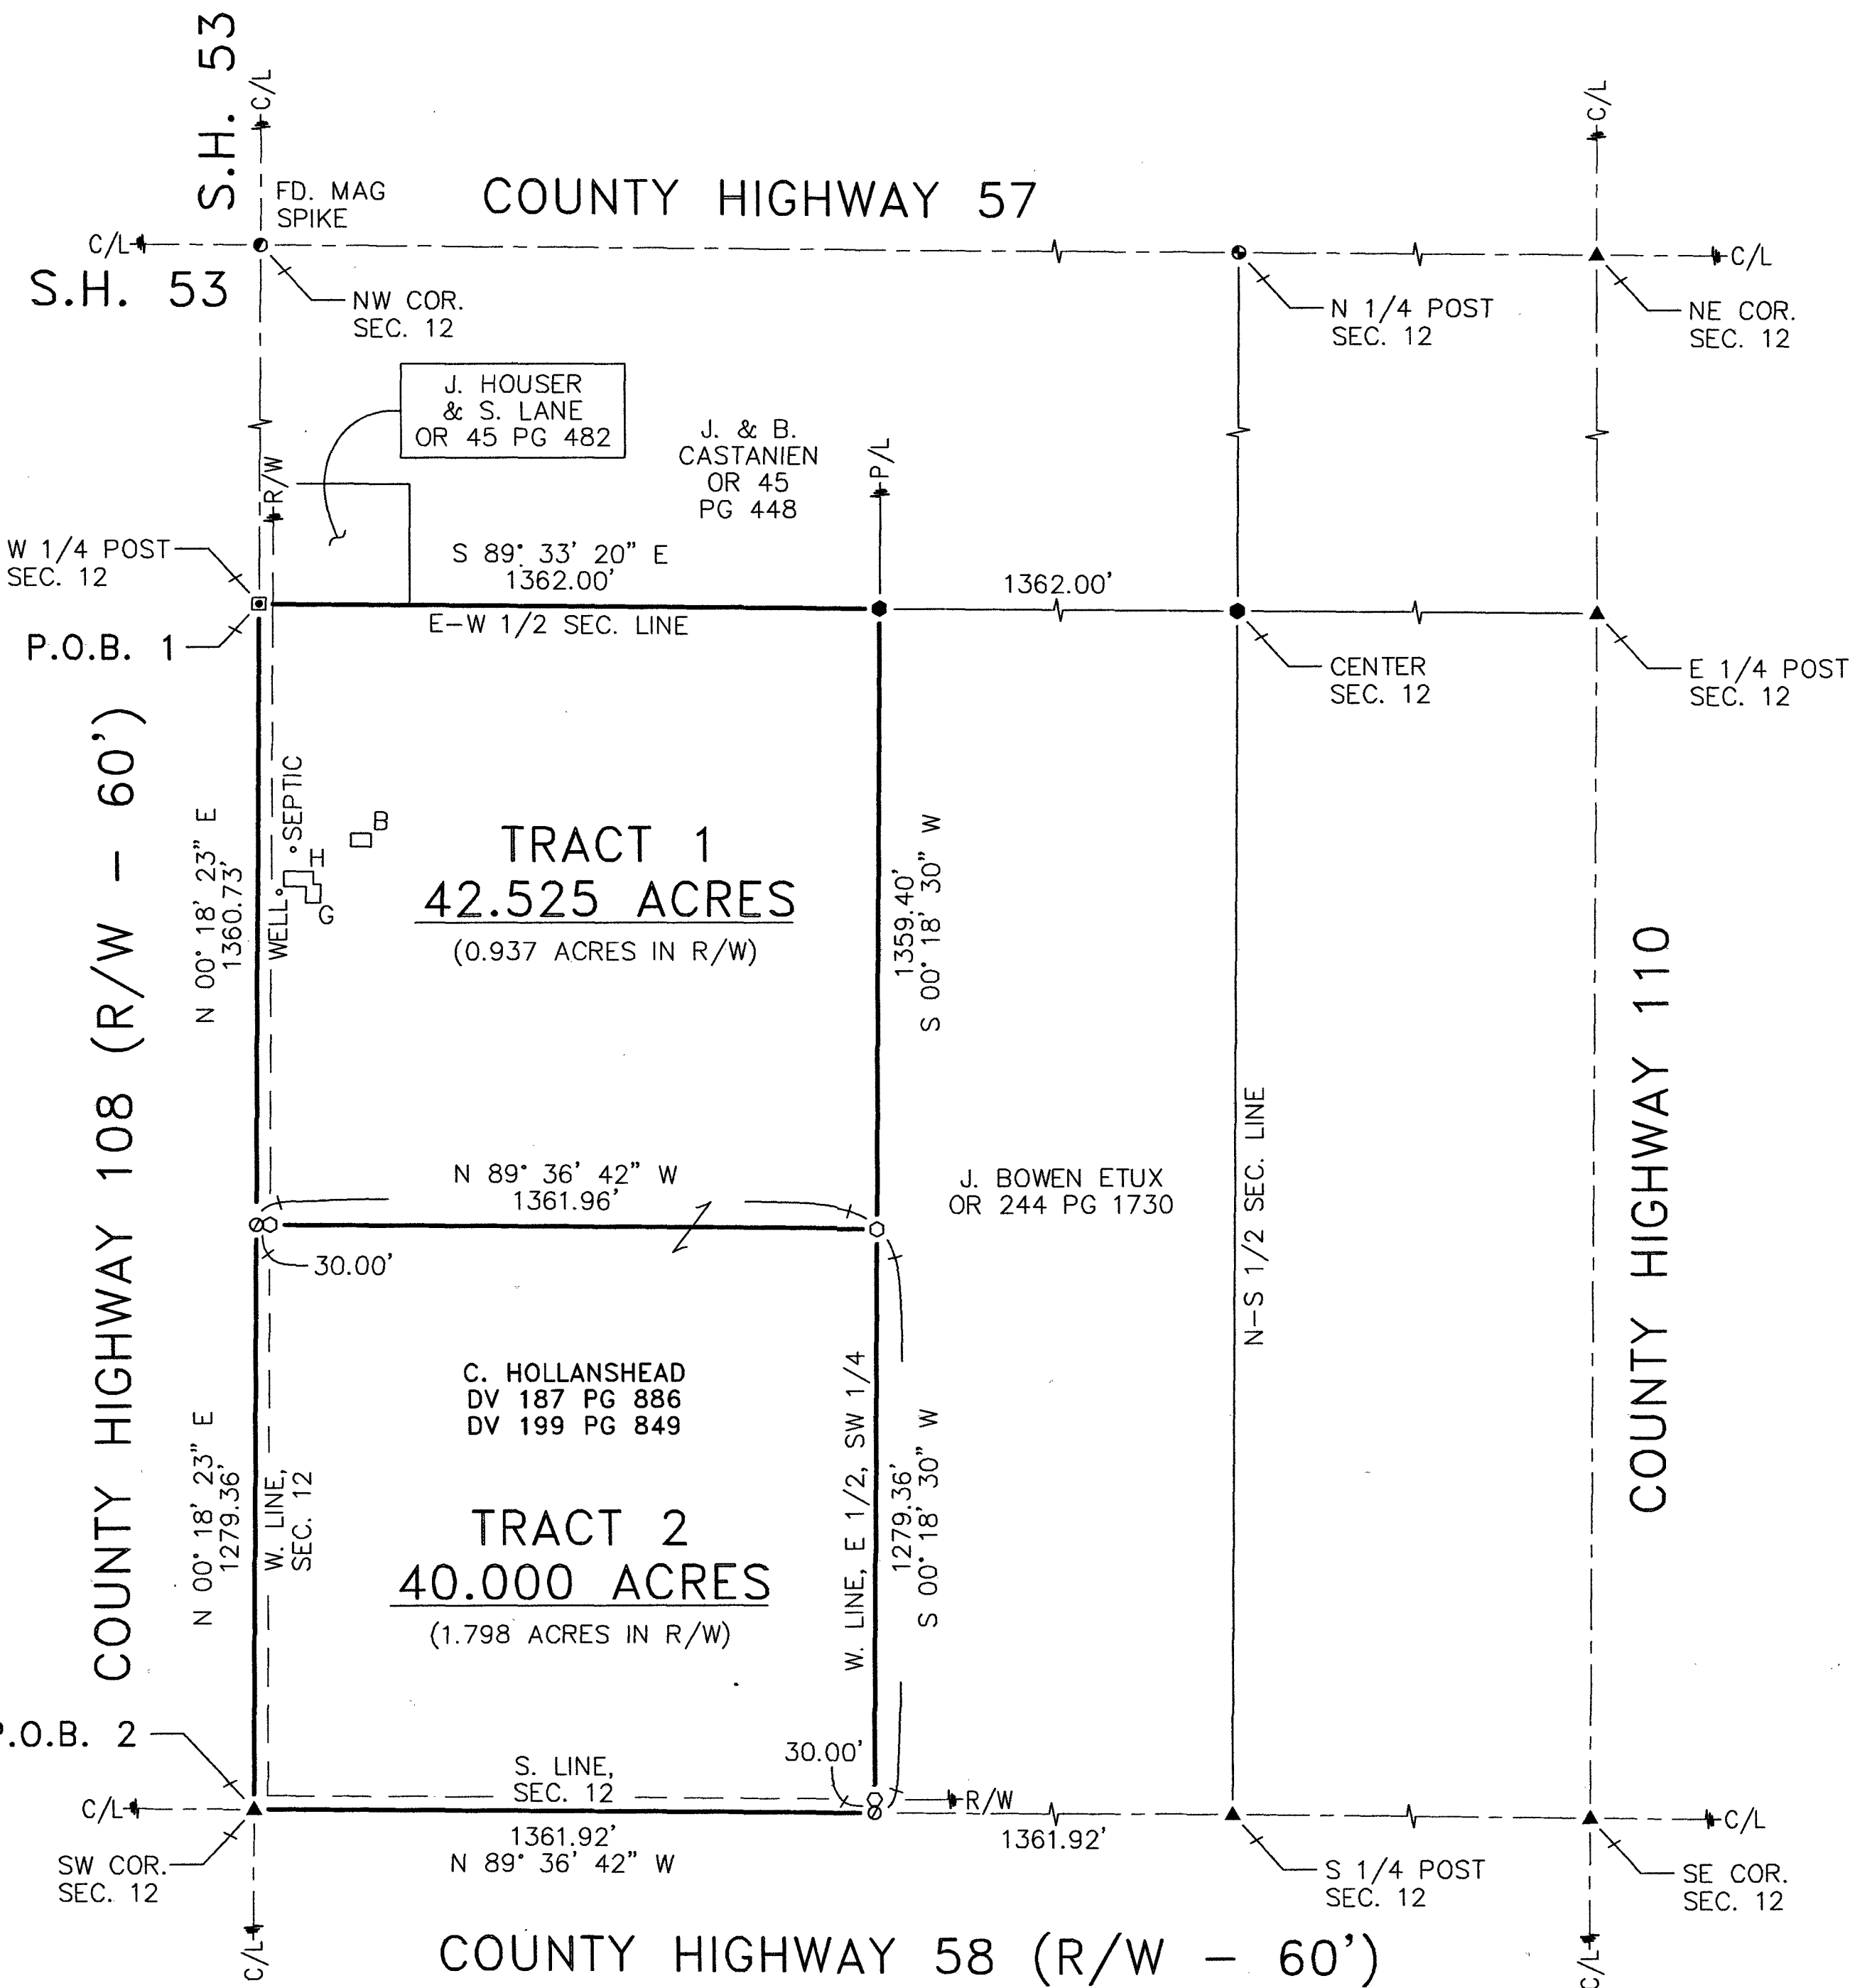 S.H. 53
C/L
C/L
FD. MAG
SPIKE
COUNTY HIGHWAY 57
C/L
C/L
S.H. 53
NW COR.
SEC. 12
N 1/4 POST
SEC. 12
NE COR.
SEC. 12
J. HOUSER
& S. LANE
OR 45 PG 482
J. & B.
CASTANIEN
OR 45
PG 448
R/W
P/L
W 1/4 POST
SEC. 12
S 89° 33' 20" E
1362.00'
1362.00'
E-W 1/2 SEC. LINE
P.O.B. 1
CENTER
SEC. 12
E 1/4 POST
SEC. 12
COUNTY HIGHWAY 108 (R/W - 60')
N 00° 18' 23" E
1360.73'
SEPTIC
B
H
G
WELL
TRACT 1
42.525 ACRES
(0.937 ACRES IN R/W)
1359.40'
S 00° 18' 30" W
COUNTY HIGHWAY 110
N-S 1/2 SEC. LINE
N 89° 36' 42" W
1361.96'
J. BOWEN ETUX
OR 244 PG 1730
30.00'
C. HOLLANSHEAD
DV 187 PG 886
DV 199 PG 849
N 00° 18' 23" E
1279.36'
W. LINE,
SEC. 12
TRACT 2
40.000 ACRES
(1.798 ACRES IN R/W)
W. LINE, E 1/2, SW 1/4
1279.36'
S 00° 18' 30" W
P.O.B. 2
30.00'
S. LINE,
SEC. 12
C/L
R/W
C/L
1361.92'
N 89° 36' 42" W
1361.92'
SW COR.
SEC. 12
S 1/4 POST
SEC. 12
SE COR.
SEC. 12
C/L
COUNTY HIGHWAY 58 (R/W - 60')
C/L